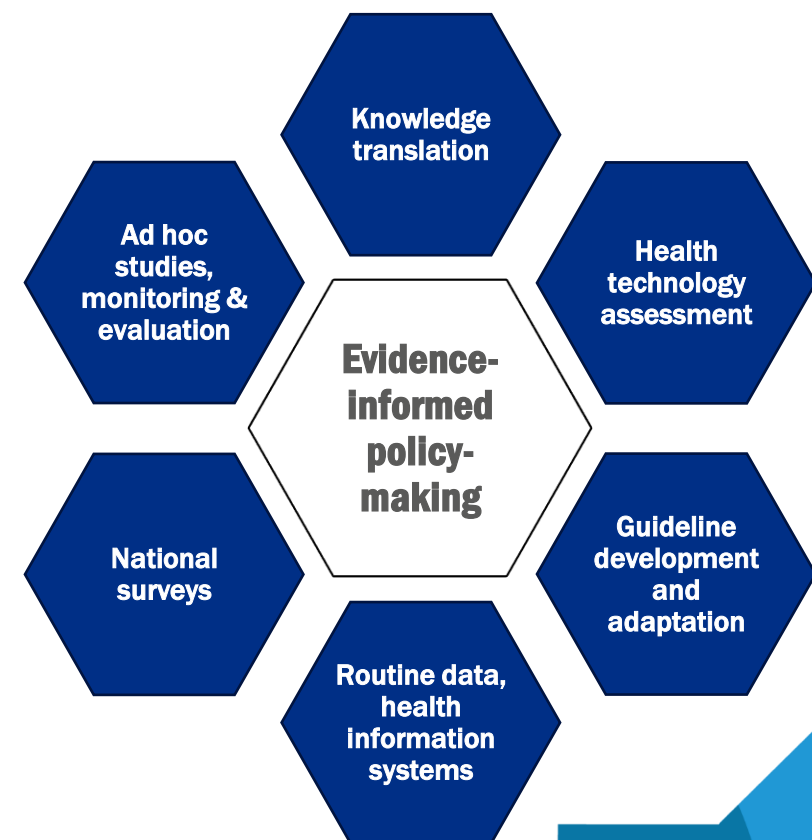 Knowledge
translation
Health
technology
assessment
Guideline
development
and
adaptation
Routine data,
health
information
systems
National
surveys
Ad hoc
studies,
monitoring &
evaluation
Evidence-
informed
policy-
making